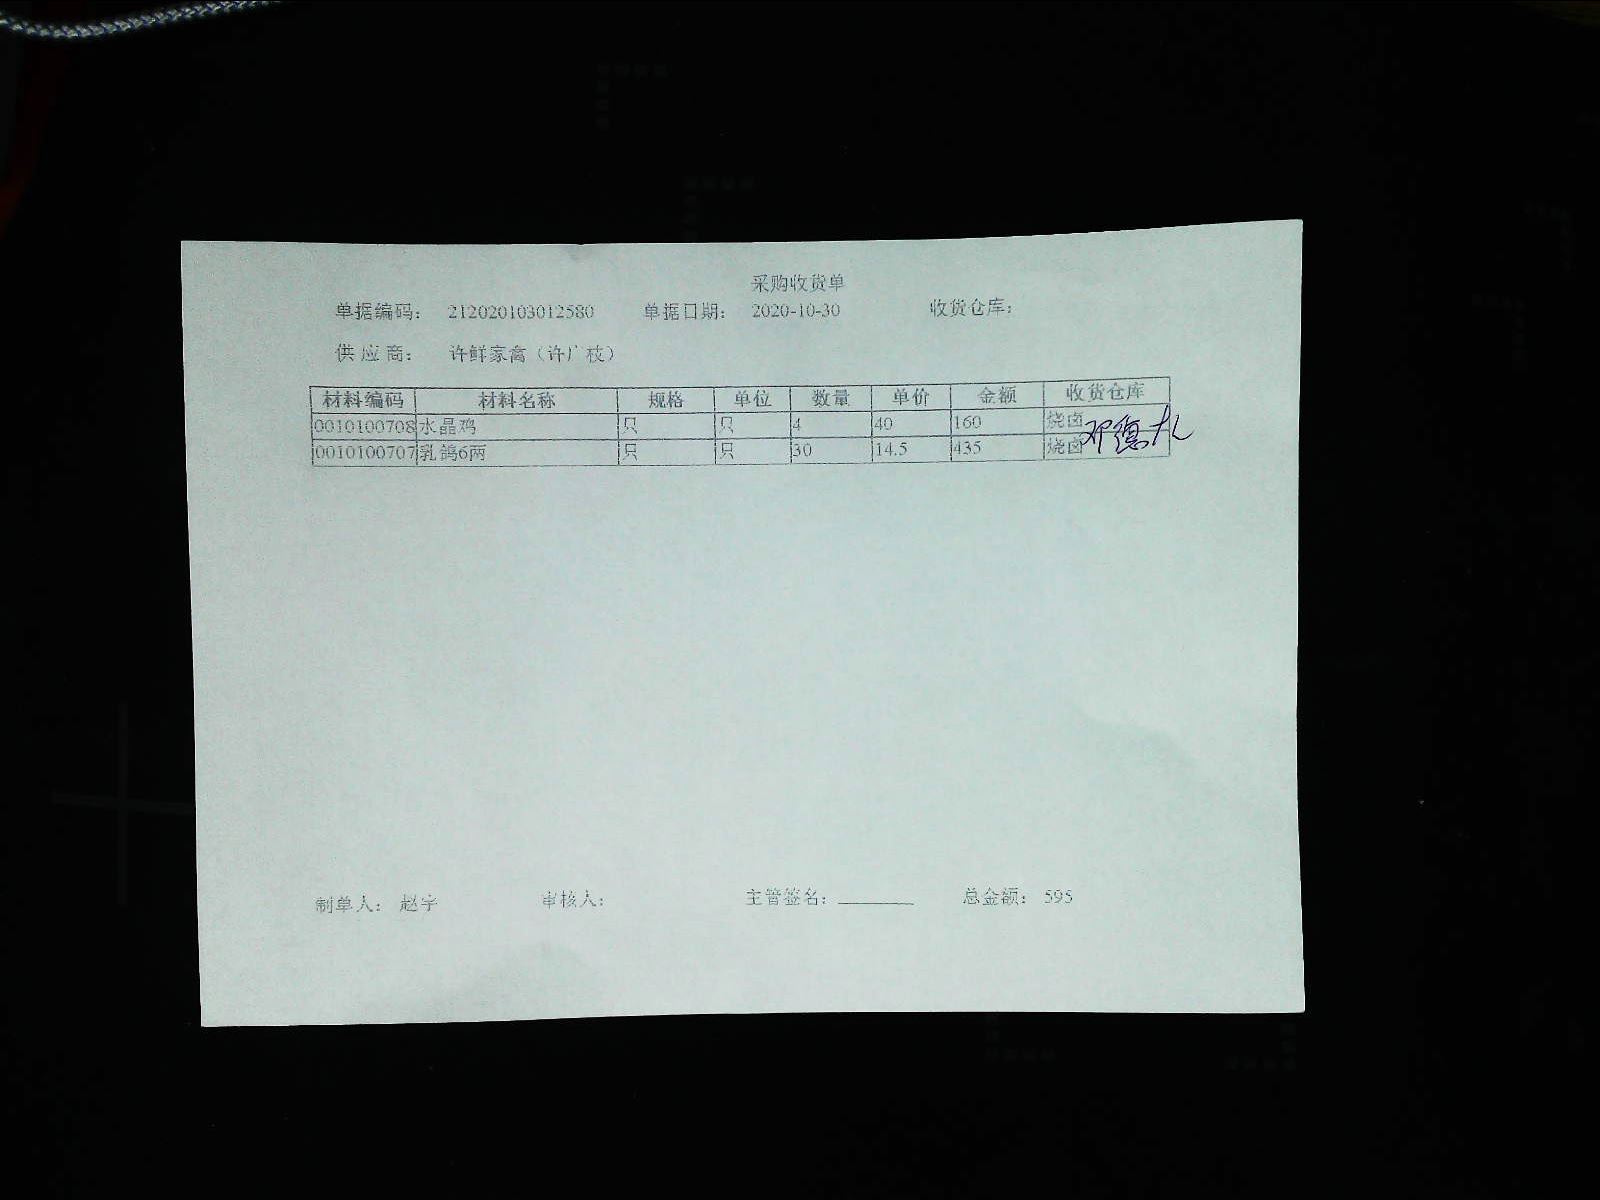 采购收货单
单据编码： 212020103012580 单据日期： 2020-10-30 收货仓库：
供 应 商： 许鲜家禽（许广枝）
材料编码 材料名称 规格 单位 数量 单价 金额 收货仓库
0010100708 水晶鸡 只 只 4 40 160 烧卤
0010100707 乳鸽6两 只 只 30 14.5 435 烧卤
制单人： 赵宇 审核人： 主管签名： 总金额： 595